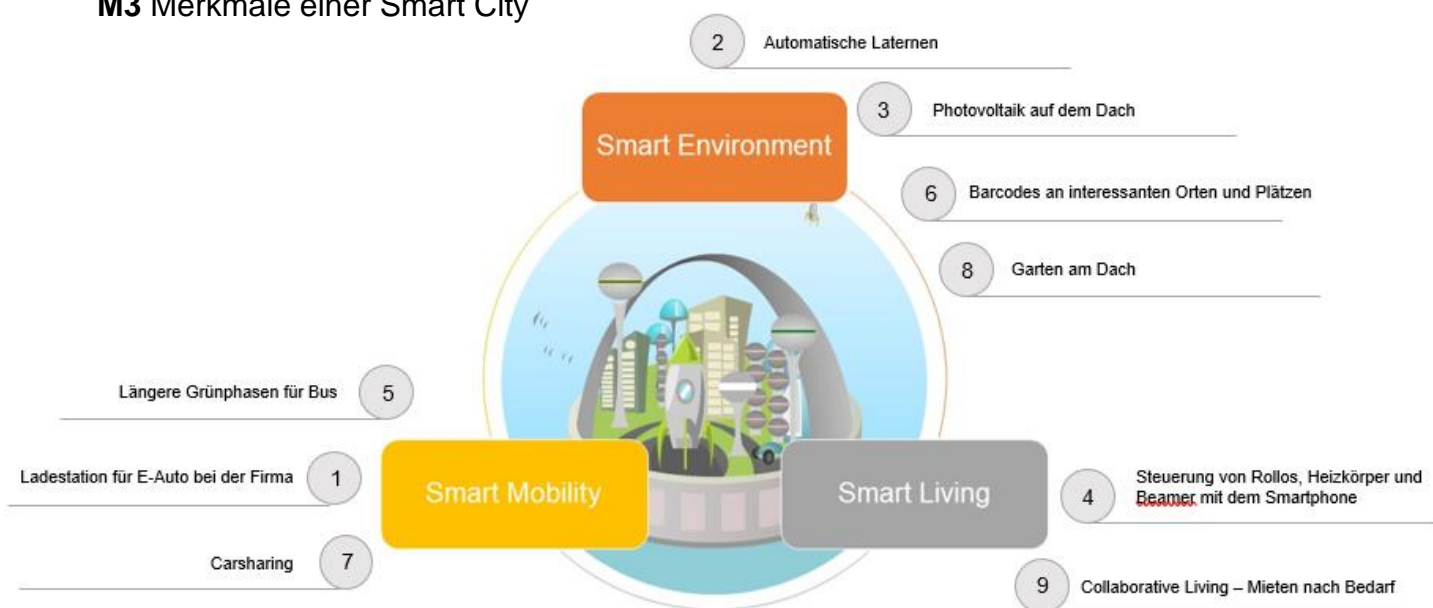 M3 Merkmale einer Smart City
2 Automatische Laternen
3 Photovoltaik auf dem Dach
Smart Environment
6 Barcodes an interessanten Orten und Plätzen
8 Garten am Dach
Längere Grünphasen für Bus 5
Ladestation für E-Auto bei der Firma 1
Smart Mobility
Smart Living
4 Steuerung von Rollos, Heizkörper und
Beamer mit dem Smartphone
Carsharing 7
9 Collaborative Living – Mieten nach Bedarf